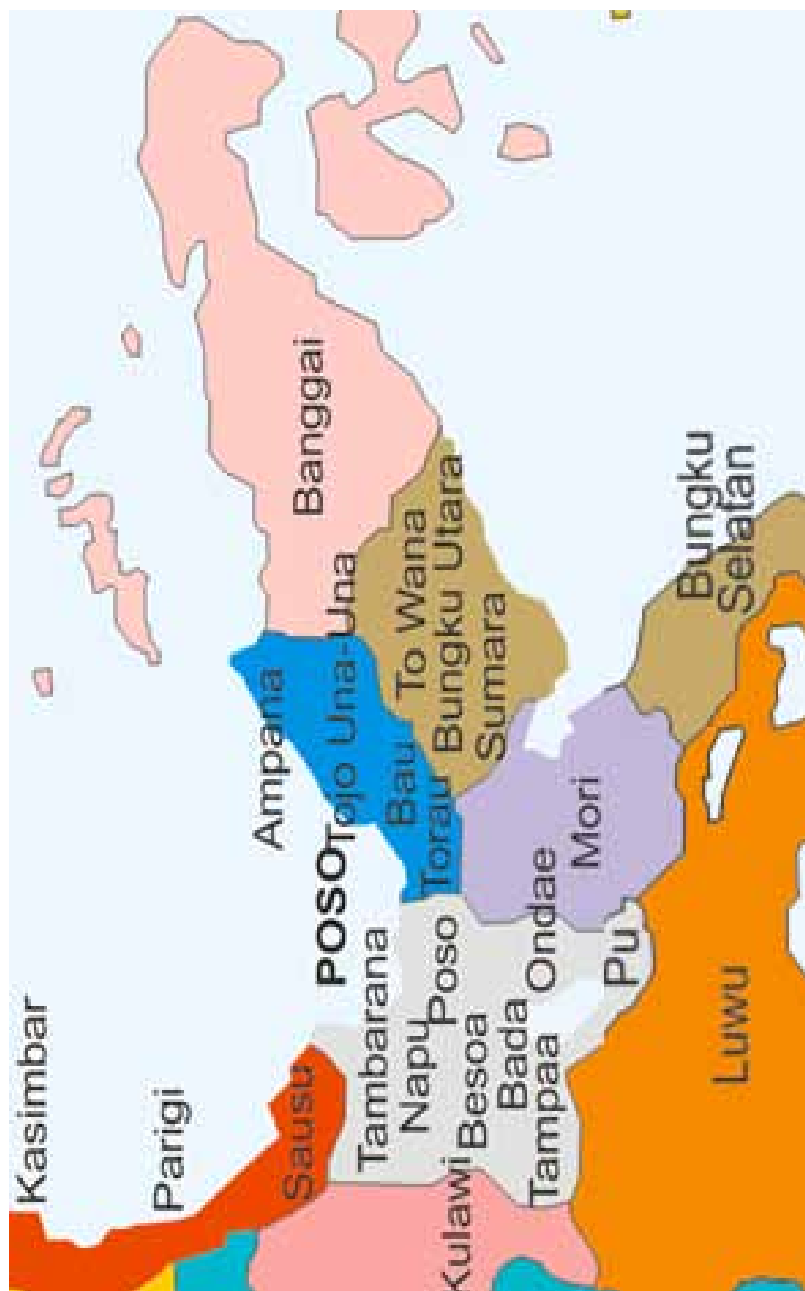 Kasimbar
Parigi
Sausu
POSO
Tambarana
Napu
Poso
Besoa
Bada
Tampaa
Kulawi
Ondae
Pu
Luwu
Mori
Ampana
Tojo Una-Una
Bau
Torau
To Wana
Bungku Utara
Sumara
Banggai
Bungku
Selatan